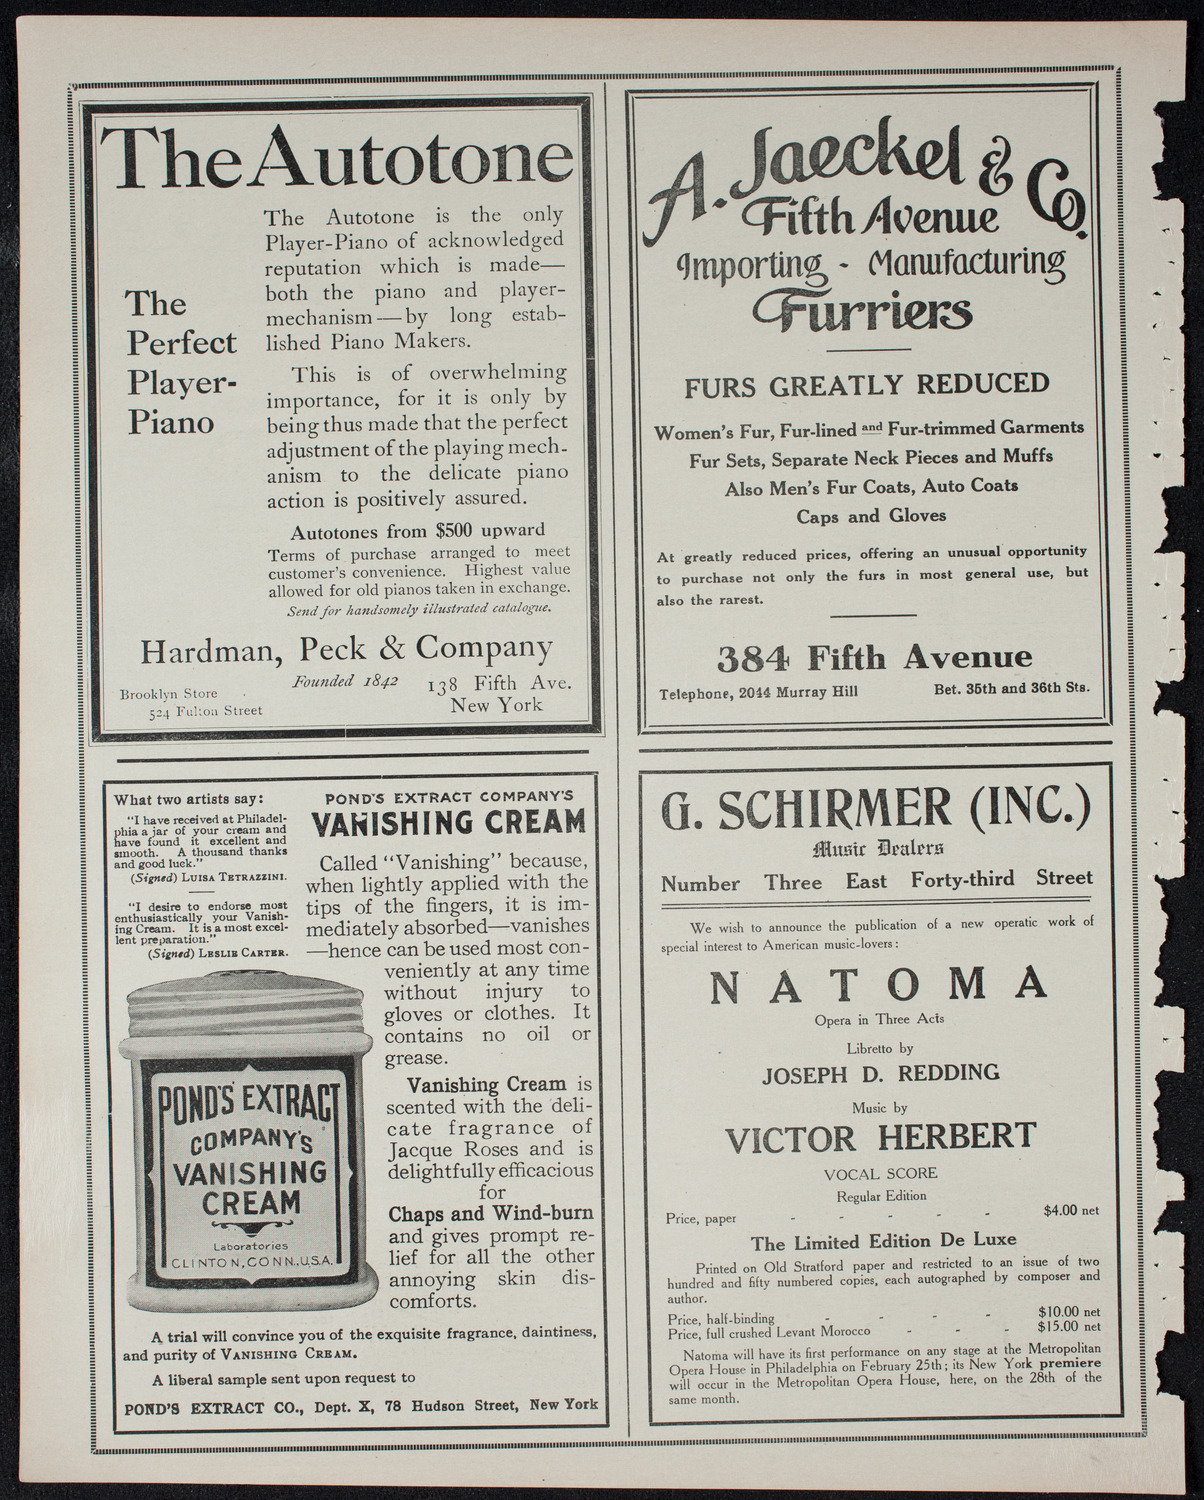 The Autotone
The
Perfect
Player-
Piano
The Autotone is the only
Player-Piano of acknowledged
reputation which is made—
both the piano and player-
mechanism—by long estab-
lished Piano Makers.
This is of overwhelming
importance, for it is only by
being thus made that the perfect
adjustment of the playing mech-
anism to the delicate piano
action is positively assured.
Autotones from $500 upward
Terms of purchase arranged to meet
customer's convenience. Highest value
allowed for old pianos taken in exchange.
Send for handsomely illustrated catalogue.
Hardman, Peck & Company
Founded 1842
Brooklyn Store
524 Fulton Street
138 Fifth Ave.
New York
A. Jaeckel & Co.
Fifth Avenue
Importing - Manufacturing
Furriers
FURS GREATLY REDUCED
Women's Fur, Fur-lined and Fur-trimmed Garments
Fur Sets, Separate Neck Pieces and Muffs
Also Men's Fur Coats, Auto Coats
Caps and Gloves
At greatly reduced prices, offering an unusual opportunity
to purchase not only the furs in most general use, but
also the rarest.
384 Fifth Avenue
Telephone, 2044 Murray Hill Bet. 35th and 36th Sts.
What two artists say:
"I have received at Philadel-
phia a jar of your cream and
have found it excellent and
smooth. A thousand thanks
and good luck."
(Signed) LUISA TETRAZZINI.
"I desire to endorse most
enthusiastically your Vanish-
ing Cream. It is a most excel-
lent preparation."
(Signed) LESLIE CARTER.
POND'S EXTRACT COMPANY'S
VANISHING CREAM
Called "Vanishing" because,
when lightly applied with the
tips of the fingers, it is im-
mediately absorbed—vanishes
—hence can be used most con-
veniently at any time
without injury to
gloves or clothes. It
contains no oil or
grease.
Vanishing Cream is
scented with the deli-
cate fragrance of
Jacque Roses and is
delightfully efficacious
for
Chaps and Wind-burn
and gives prompt re-
lief for all the other
annoying skin dis-
comforts.
POND'S EXTRACT
COMPANY'S
VANISHING
CREAM
Laboratories
CLINTON, CONN., U.S.A.
A trial will convince you of the exquisite fragrance, daintiness,
and purity of VANISHING CREAM.
A liberal sample sent upon request to
POND'S EXTRACT CO., Dept. X, 78 Hudson Street, New York
G. SCHIRMER (INC.)
Music Dealers
Number Three East Forty-third Street
We wish to announce the publication of a new operatic work of
special interest to American music-lovers:
NATOMA
Opera in Three Acts
Libretto by
JOSEPH D. REDDING
Music by
VICTOR HERBERT
VOCAL SCORE
Regular Edition
Price, paper - - - - - $4.00 net
The Limited Edition De Luxe
Printed on Old Stratford paper and restricted to an issue of two
hundred and fifty numbered copies, each autographed by composer and
author.
Price, half-binding - - - - $10.00 net
Price, full crushed Levant Morocco - - - $15.00 net
Natoma will have its first performance on any stage at the Metropolitan
Opera House in Philadelphia on February 25th; its New York premiere
will occur in the Metropolitan Opera House, here, on the 28th of the
same month.